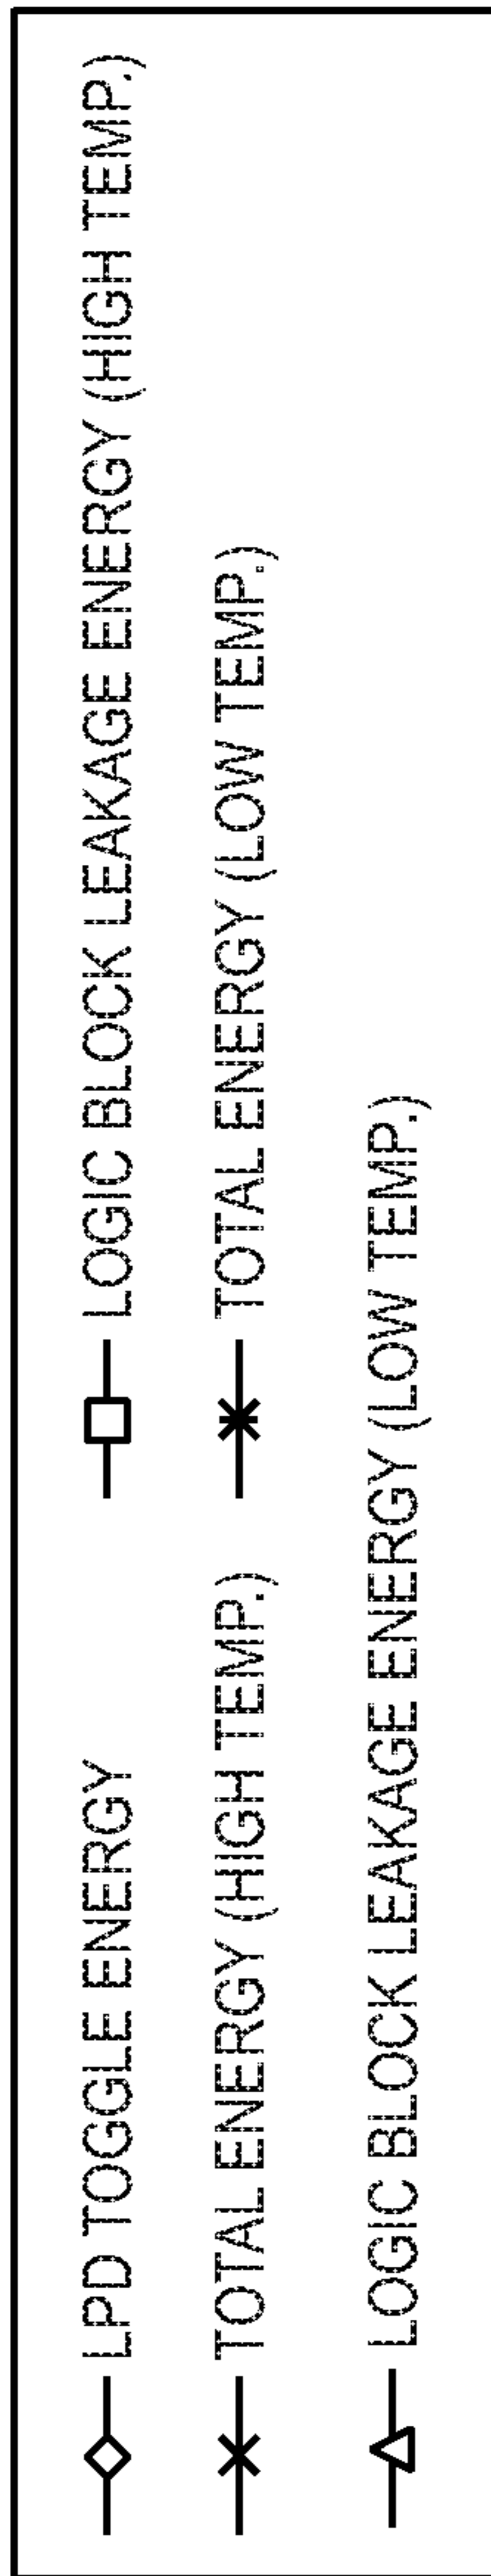 LPD TOGGLE ENERGY
LOGIC BLOCK LEAKAGE ENERGY (HIGH TEMP.)
TOTAL ENERGY (HIGH TEMP.)
TOTAL ENERGY (LOW TEMP.)
LOGIC BLOCK LEAKAGE ENERGY (LOW TEMP.)